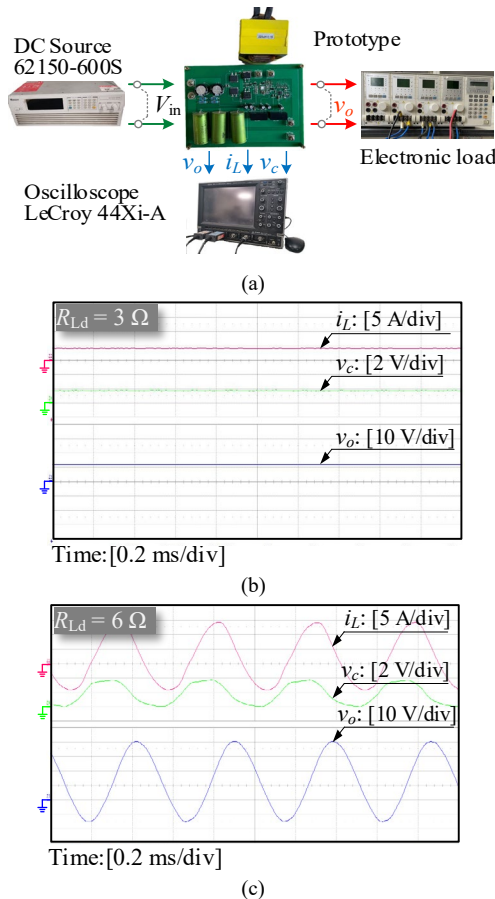 DC Source
62150-600S
V_in
Prototype
v_o
Electronic load
v_o i_L v_c
Oscilloscope
LeCroy 44Xi-A
(a)
R_Ld = 3 Ω
i_L: [5 A/div]
v_c: [2 V/div]
v_o: [10 V/div]
Time:[0.2 ms/div]
(b)
R_Ld = 6 Ω
i_L: [5 A/div]
v_c: [2 V/div]
v_o: [10 V/div]
Time:[0.2 ms/div]
(c)